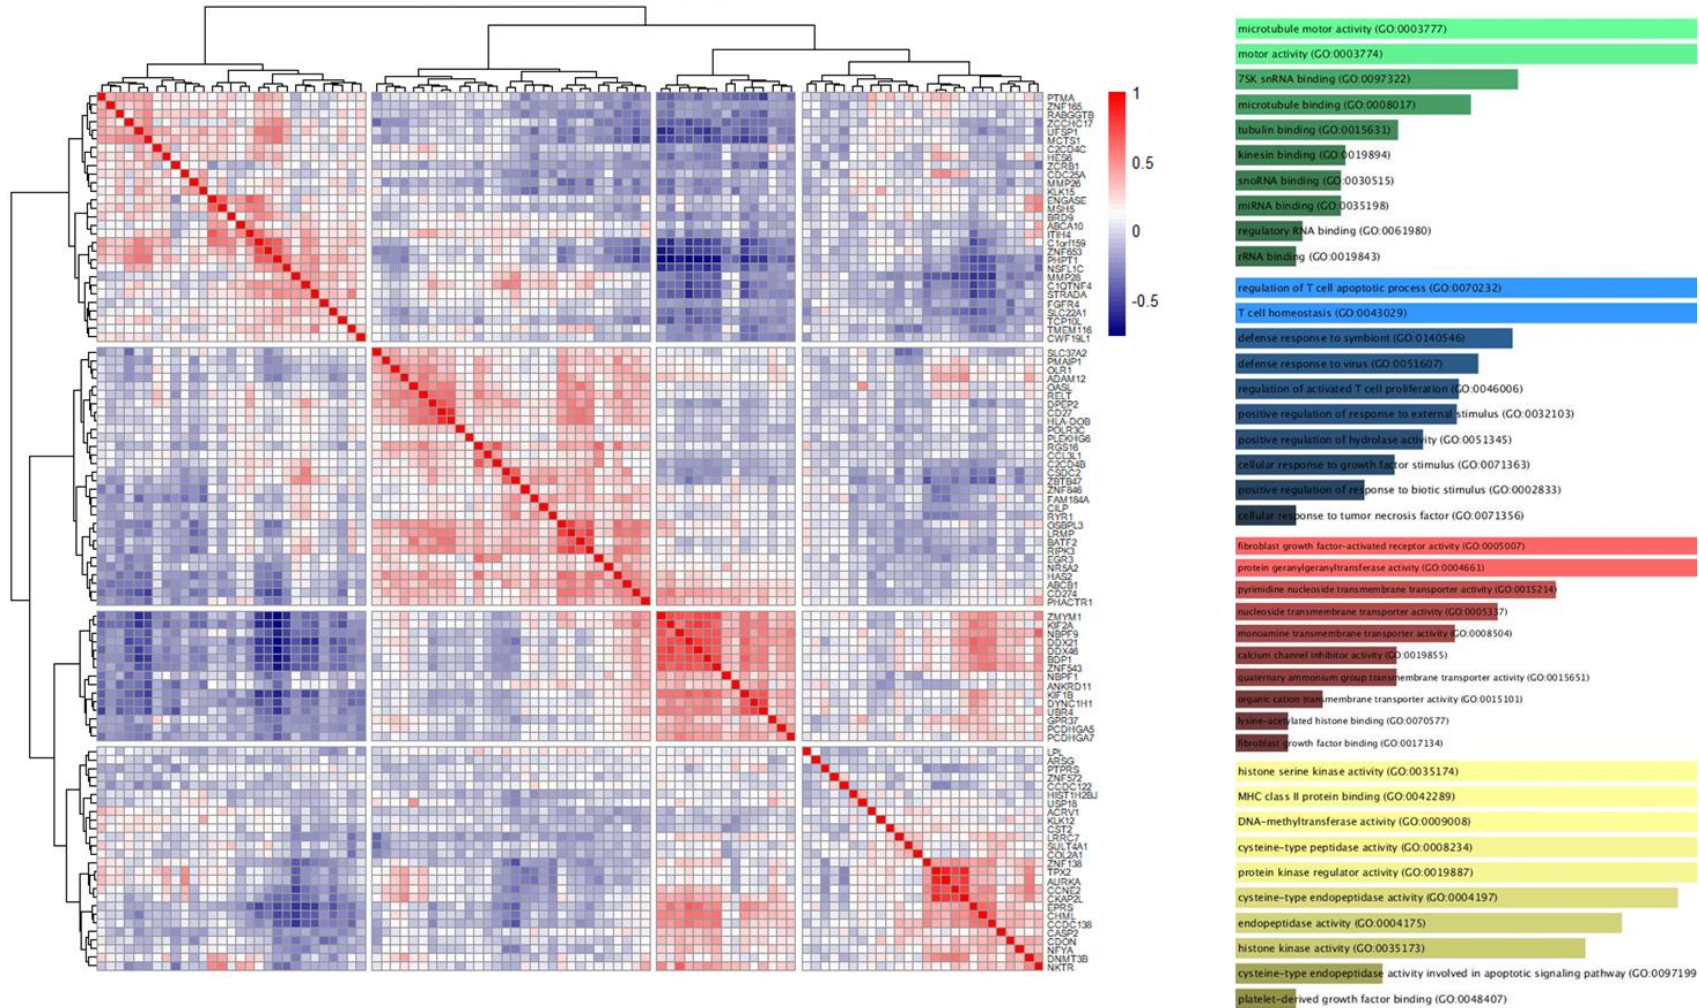 PTMA
ZNF165
RABGGTB
ZCCHC17
UFSP1
MCTS1
C2CD4C
HES6
ZCRB1
CDC25A
MMP26
KLK15
ENGASE
MSH5
BRD9
ABCA10
ITIH4
C1orf159
ZNF653
PHPT1
NSFL1C
MMP28
C1QTNF4
STRADA
FGFR4
SLC22A1
TCP10L
TMEM116
CWF19L1
SLC37A2
PMAIP1
OLR1
ADAM12
OASL
RELT
DPEP2
CD27
HLA-DOB
POLR3C
PLEKHG6
RGS16
CCL3L1
C2CD4B
CSDC2
ZBTB47
ZNF846
FAM184A
CILP
RYR1
OSBPL3
LRMP
BATF2
RIPK3
EGR3
NR5A2
HAS2
ABCB1
CD274
PHACTR1
ZMYM1
KIF2A
NBPF9
DDX21
DDX46
BDP1
ZNF543
NBPF1
ANKRD11
KIF1B
DYNC1H1
UBR4
GPR37
PCDHGA5
PCDHGA7
LPL
ARSG
PTPRS
ZNF572
CCDC122
HIST1H2BJ
USP18
ACRV1
KLK12
CST2
LRRC7
SULT4A1
COL2A1
ZNF138
TPX2
AURKA
CCNE2
CKAP2L
EPRS
CHML
CCDC138
CASP2
CDON
NFYA
DNMT3B
NKTR
1
0.5
0
-0.5
microtubule motor activity (GO:0003777)
motor activity (GO:0003774)
7SK snRNA binding (GO:0097322)
microtubule binding (GO:0008017)
tubulin binding (GO:0015631)
kinesin binding (GO:0019894)
snoRNA binding (GO:0030515)
miRNA binding (GO:0035198)
regulatory RNA binding (GO:0061980)
rRNA binding (GO:0019843)
regulation of T cell apoptotic process (GO:0070232)
T cell homeostasis (GO:0043029)
defense response to symbiont (GO:0140546)
defense response to virus (GO:0051607)
regulation of activated T cell proliferation (GO:0046006)
positive regulation of response to external stimulus (GO:0032103)
positive regulation of hydrolase activity (GO:0051345)
cellular response to growth factor stimulus (GO:0071363)
positive regulation of response to biotic stimulus (GO:0002833)
cellular response to tumor necrosis factor (GO:0071356)
fibroblast growth factor-activated receptor activity (GO:0005007)
protein geranylgeranyltransferase activity (GO:0004661)
pyrimidine nucleoside transmembrane transporter activity (GO:0015214)
nucleoside transmembrane transporter activity (GO:0005337)
monoamine transmembrane transporter activity (GO:0008504)
calcium channel inhibitor activity (GO:0019855)
quaternary ammonium group transmembrane transporter activity (GO:0015651)
organic cation transmembrane transporter activity (GO:0015101)
lysine-acetylated histone binding (GO:0070577)
fibroblast growth factor binding (GO:0017134)
histone serine kinase activity (GO:0035174)
MHC class II protein binding (GO:0042289)
DNA-methyltransferase activity (GO:0009008)
cysteine-type peptidase activity (GO:0008234)
protein kinase regulator activity (GO:0019887)
cysteine-type endopeptidase activity (GO:0004197)
endopeptidase activity (GO:0004175)
histone kinase activity (GO:0035173)
cysteine-type endopeptidase activity involved in apoptotic signaling pathway (GO:0097199
platelet-derived growth factor binding (GO:0048407)